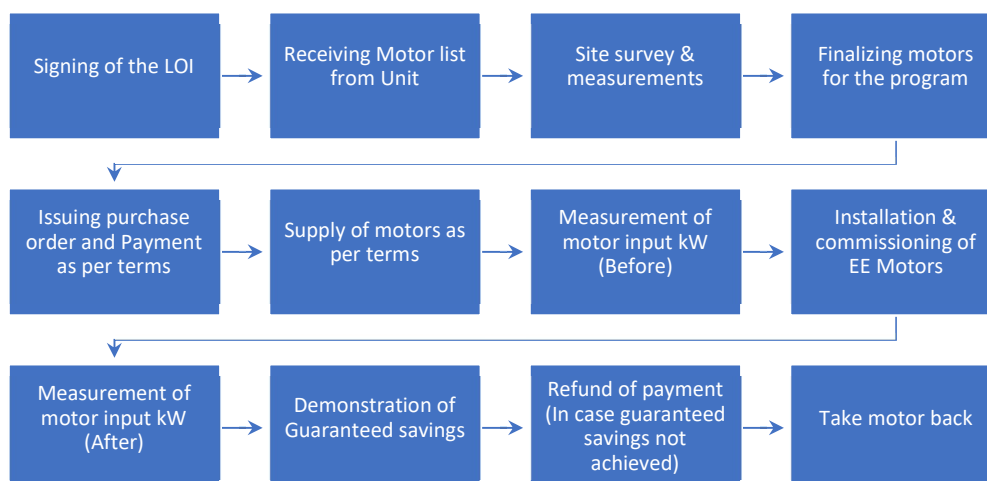 Signing of the LOI
Receiving Motor list
from Unit
Site survey &
measurements
Finalizing motors
for the program
Issuing purchase
order and Payment
as per terms
Supply of motors as
per terms
Measurement of
motor input kW
(Before)
Installation &
commissioning of
EE Motors
Measurement of
motor input kW
(After)
Demonstration of
Guaranteed savings
Refund of payment
(In case guaranteed
savings not
achieved)
Take motor back